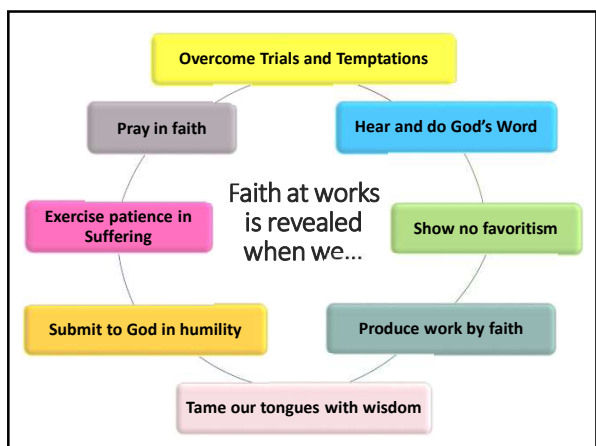 Overcome Trials and Temptations
Hear and do God's Word
Show no favoritism
Produce work by faith
Tame our tongues with wisdom
Submit to God in humility
Exercise patience in
Suffering
Pray in faith
Faith at works
is revealed
when we...